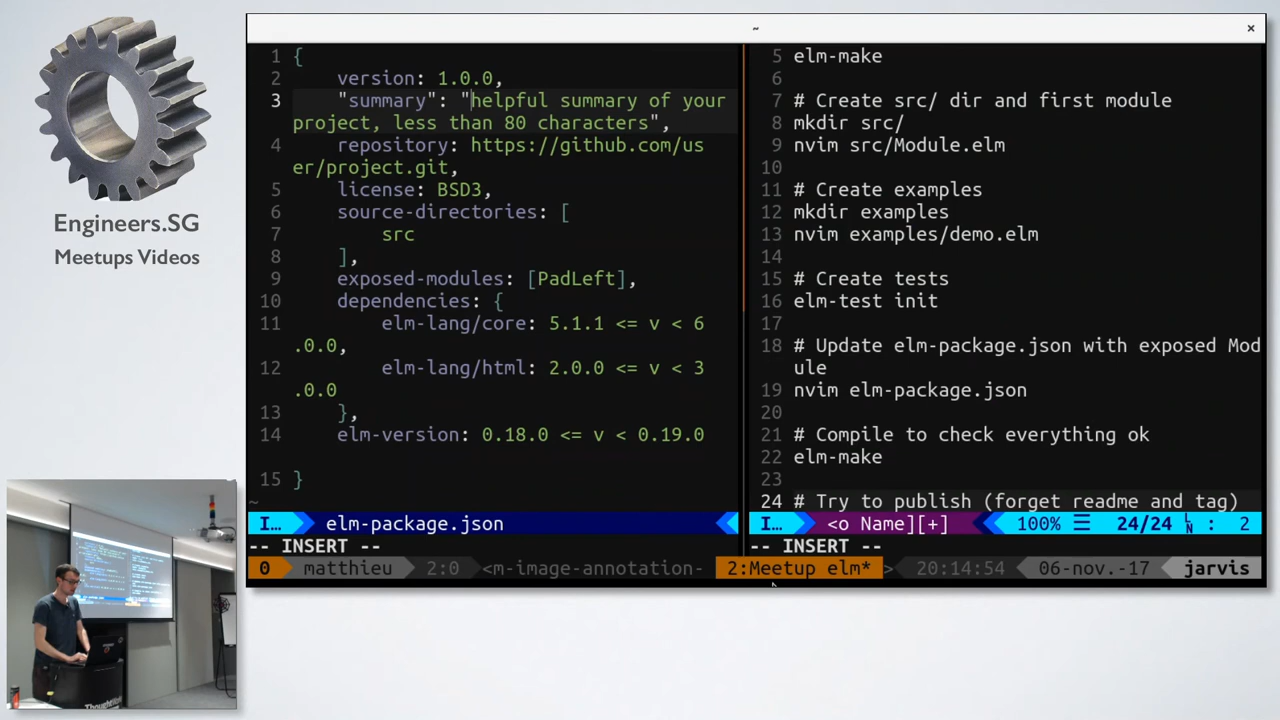 Engineers.SG
Meetups Videos
~
×
1 {
2 version: 1.0.0,
3 "summary": "helpful summary of your
project, less than 80 characters",
4 repository: https://github.com/us
er/project.git,
5 license: BSD3,
6 source-directories: [
7 src
8 ],
9 exposed-modules: [PadLeft],
10 dependencies: {
11 elm-lang/core: 5.1.1 <= v < 6
.0.0,
12 elm-lang/html: 2.0.0 <= v < 3
.0.0
13 },
14 elm-version: 0.18.0 <= v < 0.19.0
15 }
~
I… elm-package.json
-- INSERT --
5 elm-make
6
7 # Create src/ dir and first module
8 mkdir src/
9 nvim src/Module.elm
10
11 # Create examples
12 mkdir examples
13 nvim examples/demo.elm
14
15 # Create tests
16 elm-test init
17
18 # Update elm-package.json with exposed Mod
ule
19 nvim elm-package.json
20
21 # Compile to check everything ok
22 elm-make
23
24 # Try to publish (forget readme and tag)
I… <o Name][+] 100% ☰ 24/24 LN : 2
-- INSERT --
0 matthieu 2:0 <m-image-annotation- 2:Meetup elm* > 20:14:54 06-nov.-17 jarvis